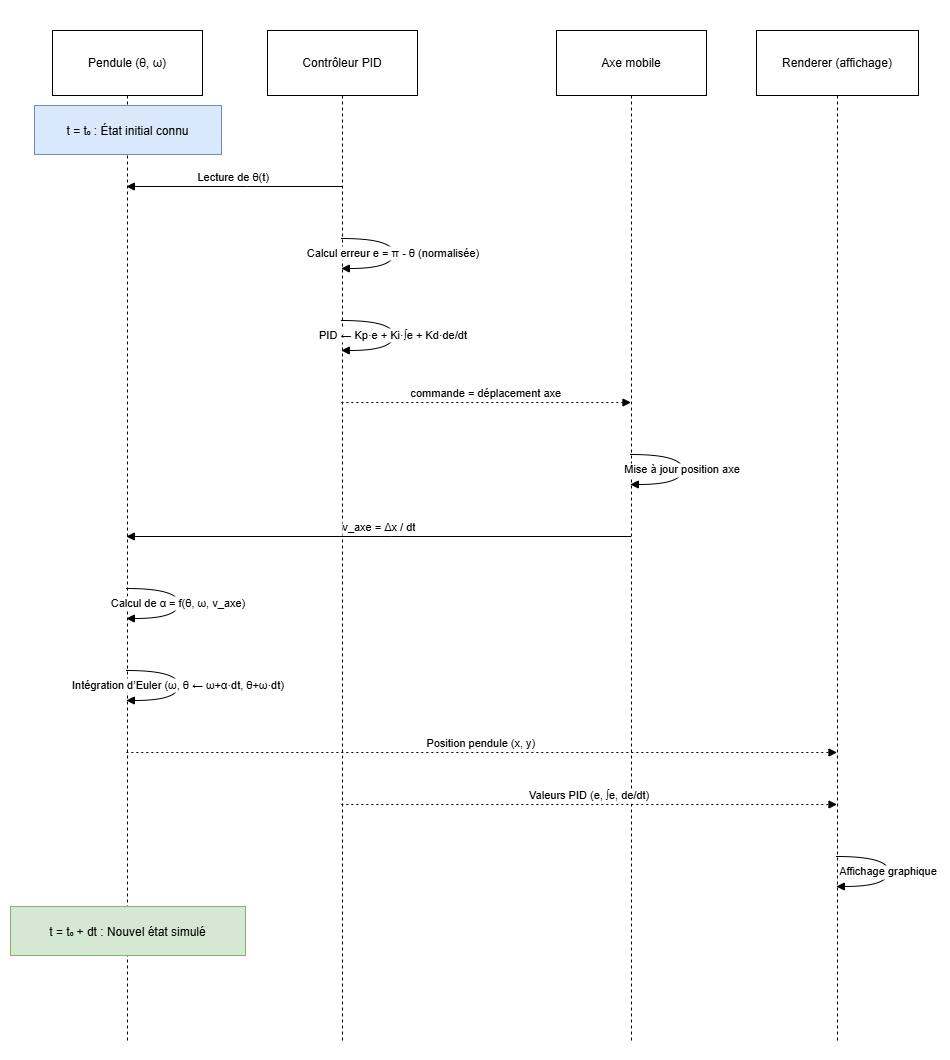 Pendule (θ, ω)
Contrôleur PID
Axe mobile
Renderer (affichage)
t = t₀ : État initial connu
Lecture de θ(t)
Calcul erreur e = π - θ (normalisée)
PID ← Kp·e + Ki·∫e + Kd·de/dt
commande = déplacement axe
Mise à jour position axe
v_axe = Δx / dt
Calcul de α = f(θ, ω, v_axe)
Intégration d'Euler (ω, θ ← ω+α·dt, θ+ω·dt)
Position pendule (x, y)
Valeurs PID (e, ∫e, de/dt)
Affichage graphique
t = t₀ + dt : Nouvel état simulé